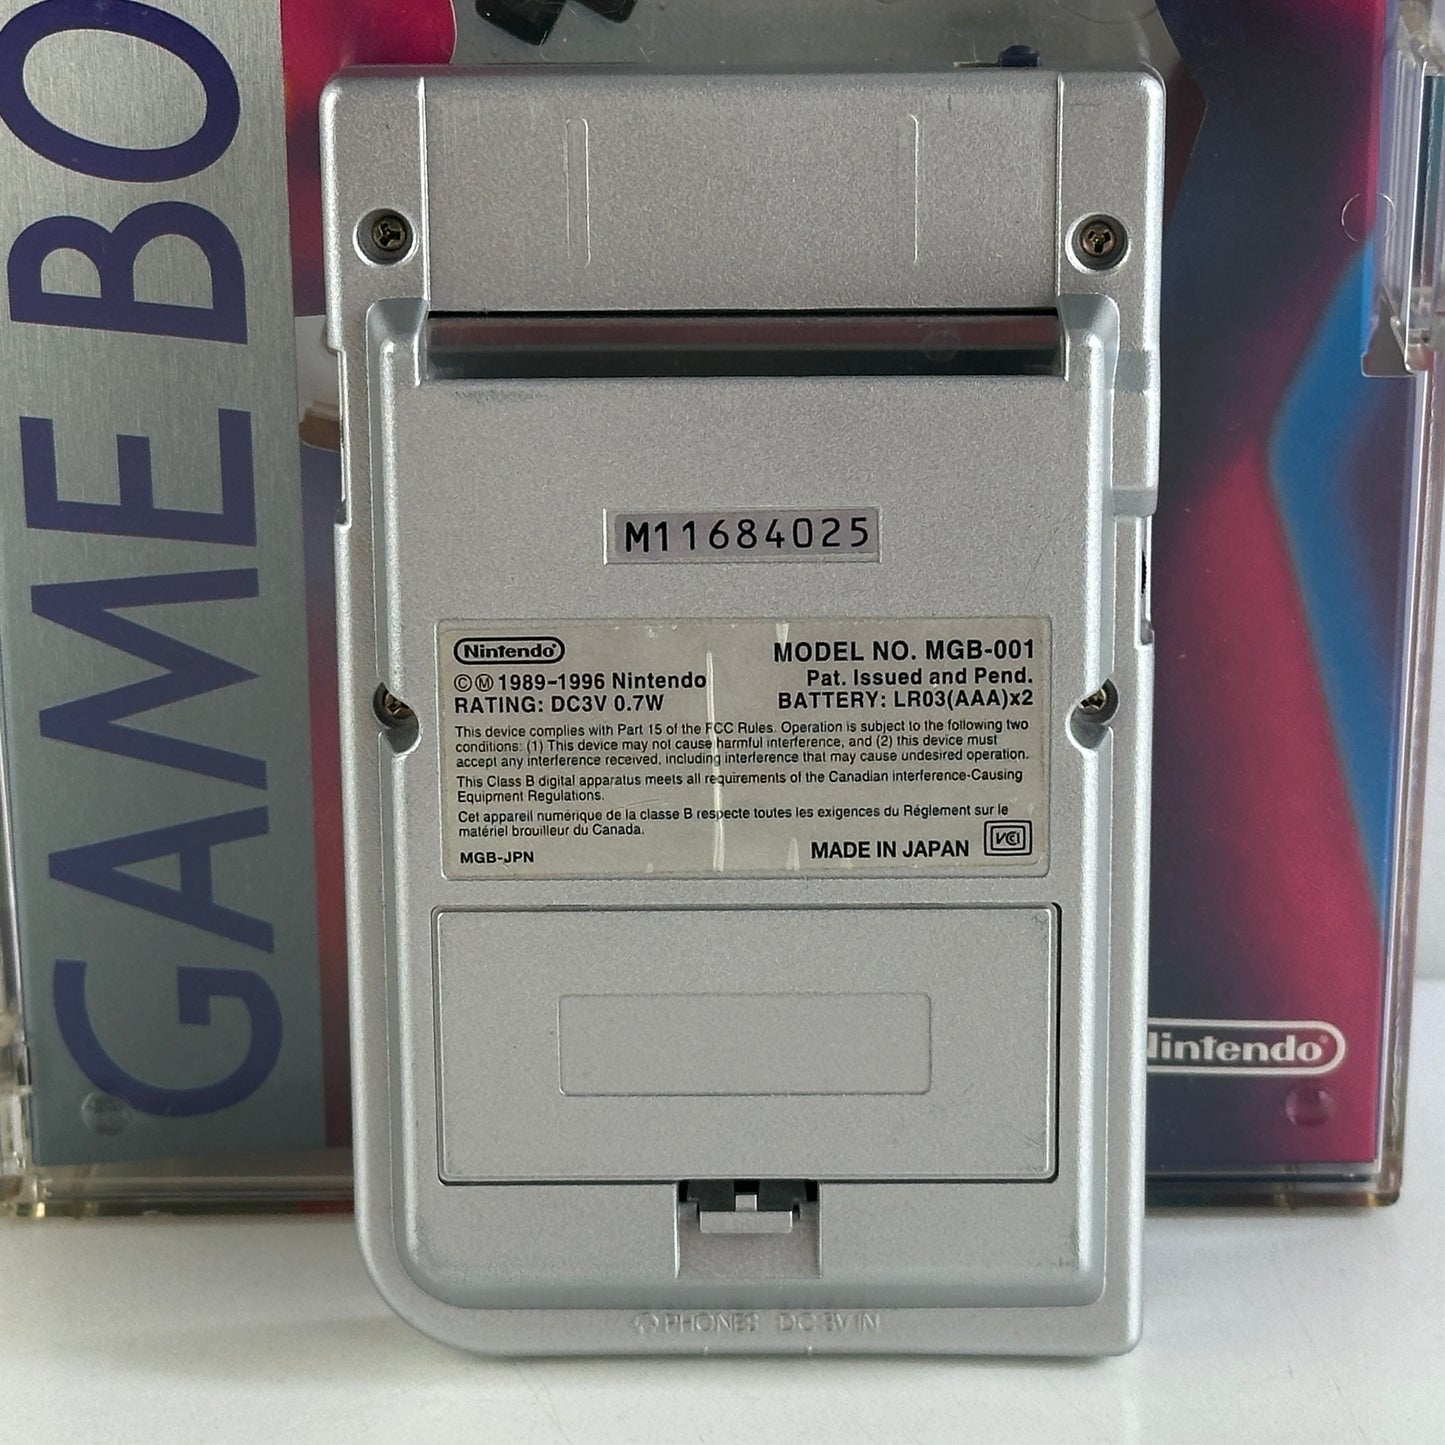 GAME BO
M11684025
Nintendo
MODEL NO. MGB-001
©Ⓜ 1989-1996 Nintendo
Pat. Issued and Pend.
RATING: DC3V 0.7W
BATTERY: LR03(AAA)x2
This device complies with Part 15 of the FCC Rules. Operation is subject to the following two
conditions: (1) This device may not cause harmful interference, and (2) this device must
accept any interference received, including interference that may cause undesired operation.
This Class B digital apparatus meets all requirements of the Canadian Interference-Causing
Equipment Regulations.
Cet appareil numérique de la classe B respecte toutes les exigences du Réglement sur le
matériel brouilleur du Canada.
MGB-JPN
MADE IN JAPAN
VCI
Nintendo
PHONES DC 3V IN